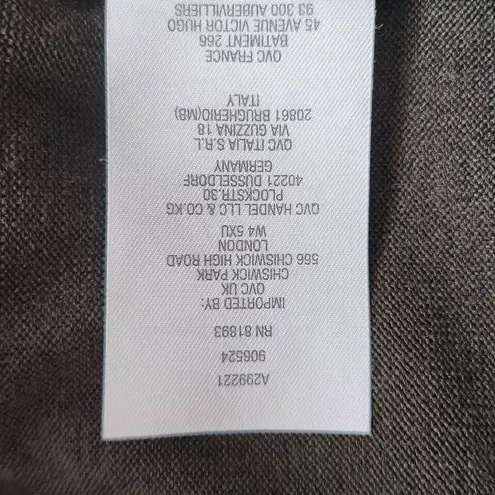 A299221
906524
RN 81893
IMPORTED BY:
QVC UK
CHISWICK PARK
566 CHISWICK HIGH ROAD
LONDON
W4 5XU
QVC HANDEL LLC & CO.KG
PLOCKSTR.30
40221 DUSSELDORF
GERMANY
QVC ITALIA S.R.L
VIA GUZZINA 18
20861 BRUGHERIO(MB)
ITALY
QVC FRANCE
BATIMENT 266
45 AVENUE VICTOR HUGO
93 300 AUBERVILLIERS